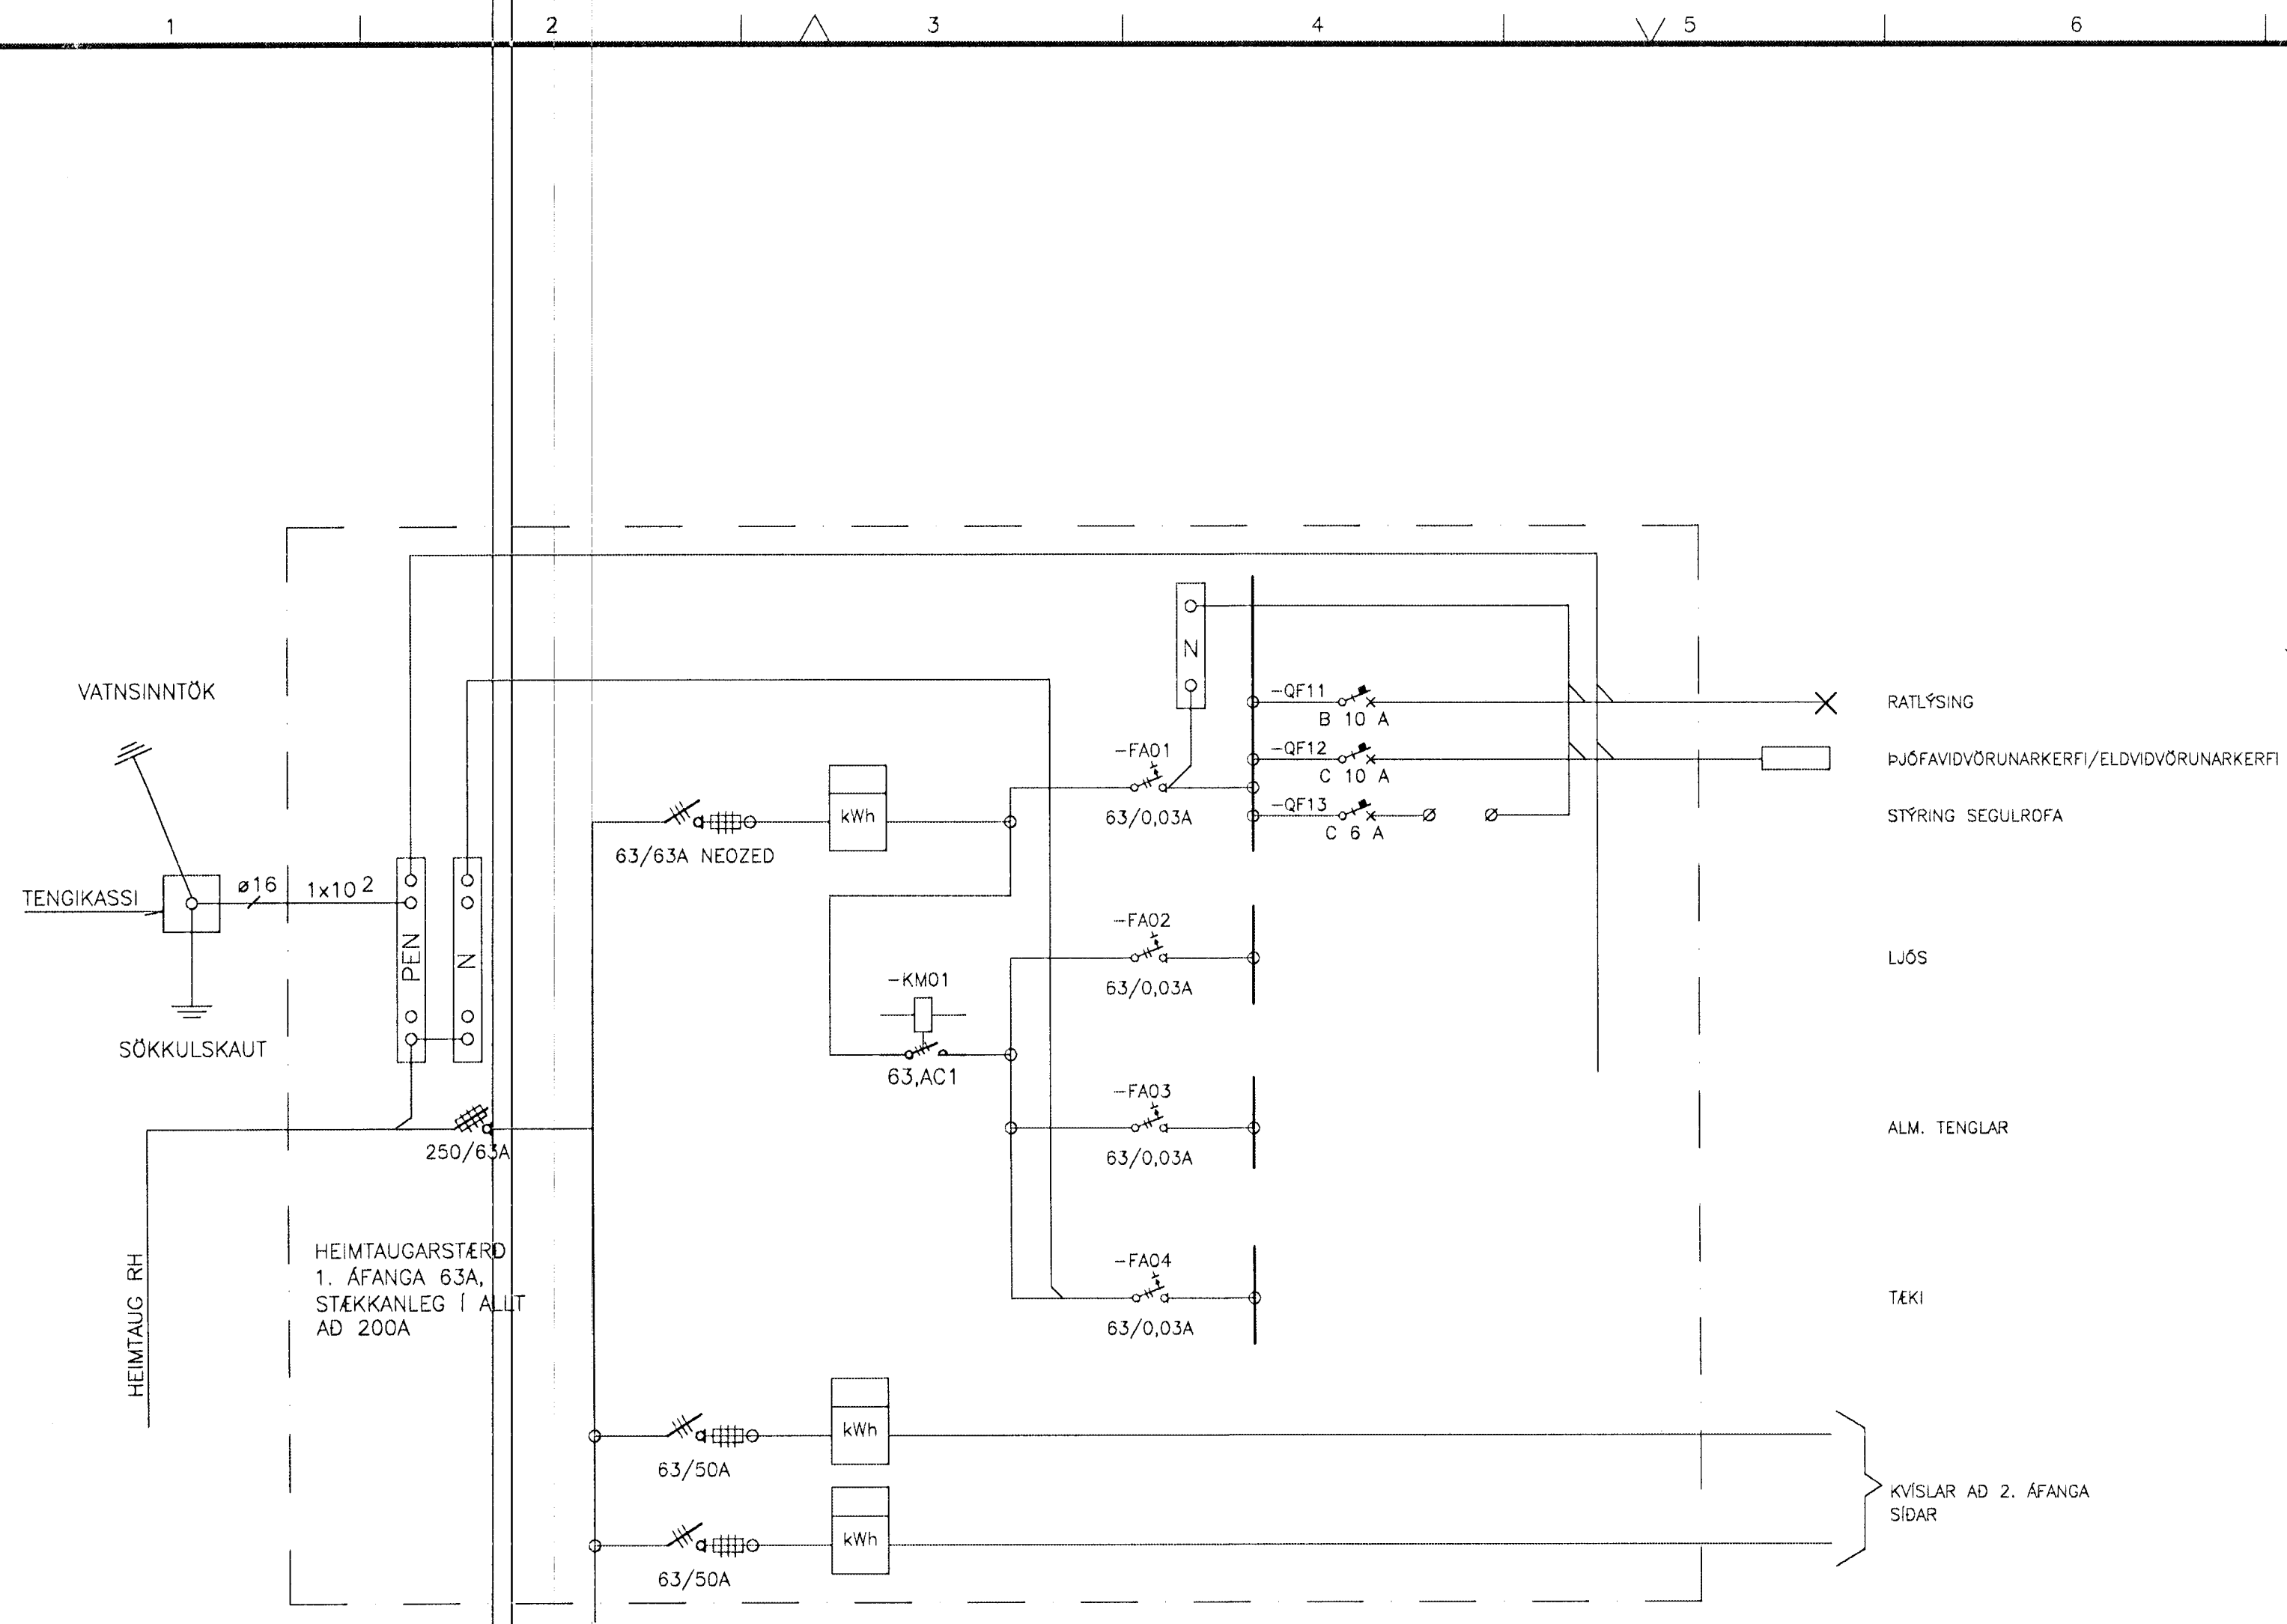 1 2 3 4 5 6
VATNSINNTÖK
TENGIKASSI
ø16
1x10 2
SÖKKULSKAUT
PEN
N
250/63A
HEIMTAUG RH
HEIMTAUGARSTÆRÐ
1. ÁFANGA 63A,
STÆKKANLEG Í ALLT
AÐ 200A
63/63A NEOZED
kWh
-KM01
63,AC1
-FA01
63/0,03A
N
-QF11
B 10 A
RATLÝSING
-QF12
C 10 A
ÞJÓFAVIÐVÖRUNARKERFI/ELDVIÐVÖRUNARKERFI
-QF13
C 6 A
STÝRING SEGULROFA
-FA02
63/0,03A
LJÓS
-FA03
63/0,03A
ALM. TENGLAR
-FA04
63/0,03A
TÆKI
63/50A
kWh
63/50A
kWh
KVÍSLAR AÐ 2. ÁFANGA
SÍÐAR